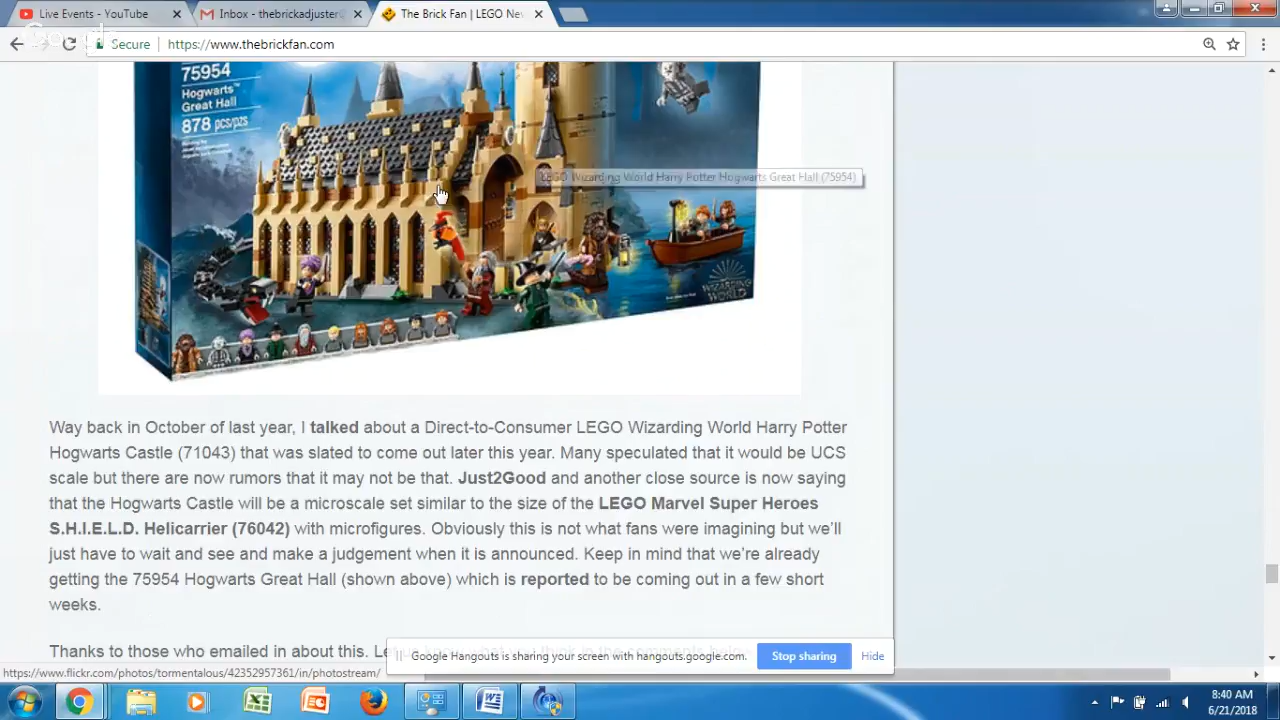 Live Events - YouTube
Inbox - thebrickadjuster
The Brick Fan | LEGO Nev
Secure
https://www.thebrickfan.com
75954
Hogwarts™
Great Hall
878 pcs/pzs
LEGO Wizarding World Harry Potter Hogwarts Great Hall (75954)
WIZARDING
WORLD
Way back in October of last year, I talked about a Direct-to-Consumer LEGO Wizarding World Harry Potter
Hogwarts Castle (71043) that was slated to come out later this year. Many speculated that it would be UCS
scale but there are now rumors that it may not be that. Just2Good and another close source is now saying
that the Hogwarts Castle will be a microscale set similar to the size of the LEGO Marvel Super Heroes
S.H.I.E.L.D. Helicarrier (76042) with microfigures. Obviously this is not what fans were imagining but we'll
just have to wait and see and make a judgement when it is announced. Keep in mind that we're already
getting the 75954 Hogwarts Great Hall (shown above) which is reported to be coming out in a few short
weeks.
Thanks to those who emailed in about this.
Google Hangouts is sharing your screen with hangouts.google.com.
Stop sharing
Hide
https://www.flickr.com/photos/tormentalous/42352957361/in/photostream/
8:40 AM
6/21/2018